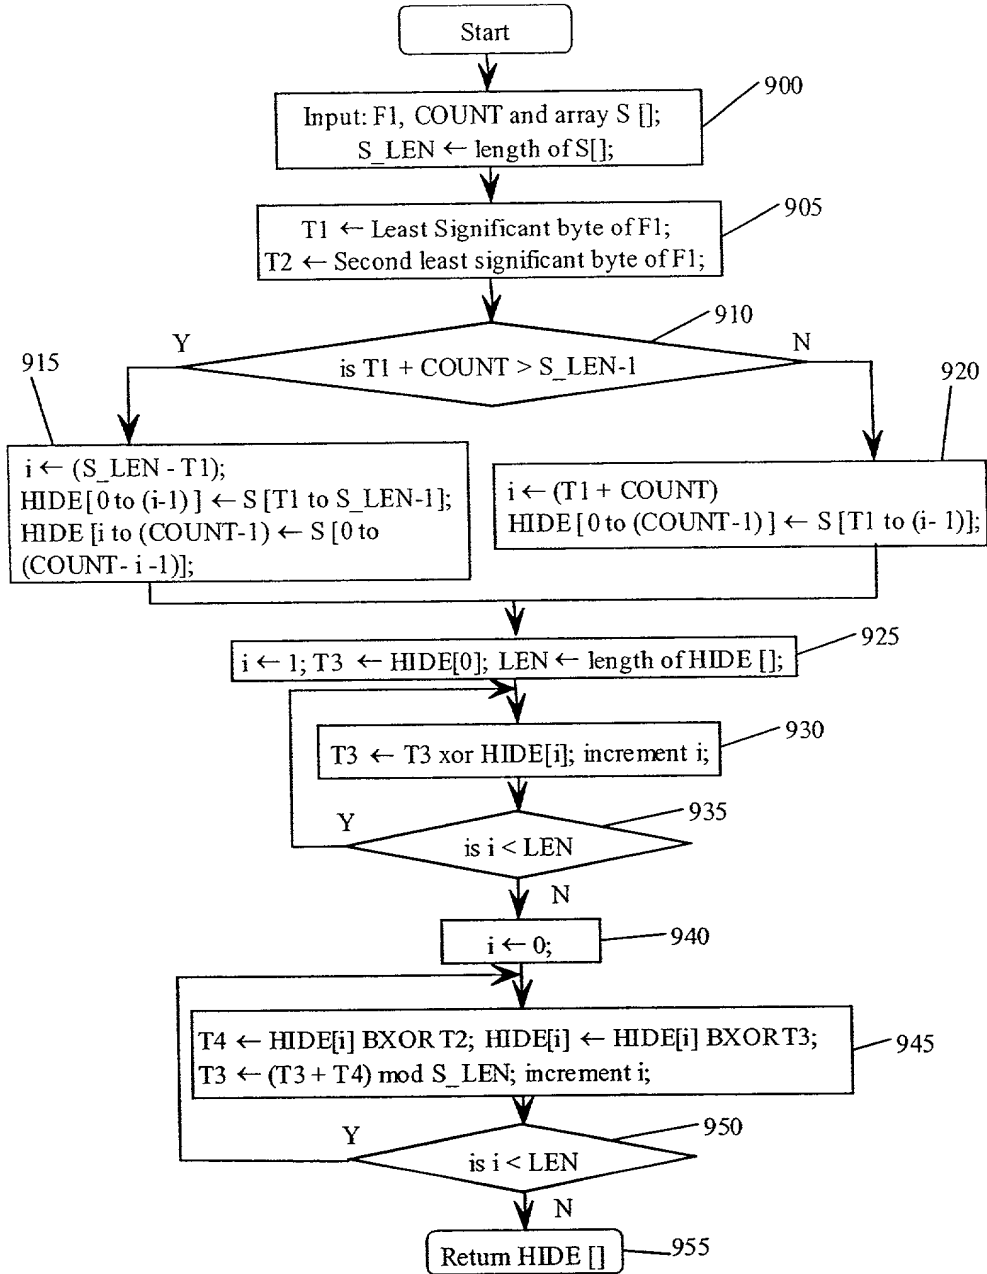 Start
900
Input: F1, COUNT and array S [];
S_LEN ← length of S[];
905
T1 ← Least Significant byte of F1;
T2 ← Second least significant byte of F1;
910
Y
N
is T1 + COUNT > S_LEN-1
915
920
i ← (S_LEN - T1);
HIDE[0 to (i-1)] ← S [T1 to S_LEN-1];
HIDE [i to (COUNT-1) ← S [0 to
(COUNT- i -1)];
i ← (T1 + COUNT)
HIDE[0 to (COUNT-1)] ← S [T1 to (i- 1)];
925
i ← 1; T3 ← HIDE[0]; LEN ← length of HIDE [];
930
T3 ← T3 xor HIDE[i]; increment i;
935
Y
is i < LEN
N
i ← 0;
940
T4 ← HIDE[i] BXOR T2; HIDE[i] ← HIDE[i] BXOR T3;
T3 ← (T3 + T4) mod S_LEN; increment i;
945
950
Y
is i < LEN
N
Return HIDE []
955